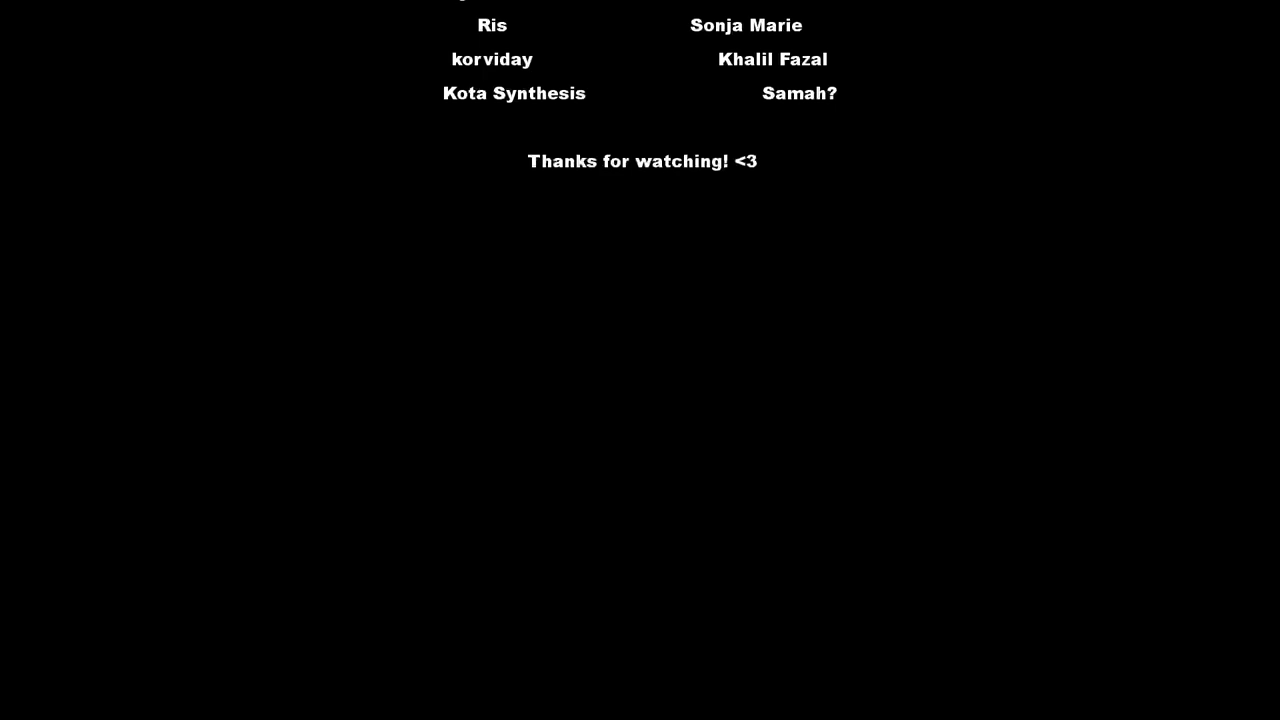 Ris Sonja Marie
korviday Khalil Fazal
Kota Synthesis Samah?
Thanks for watching! <3